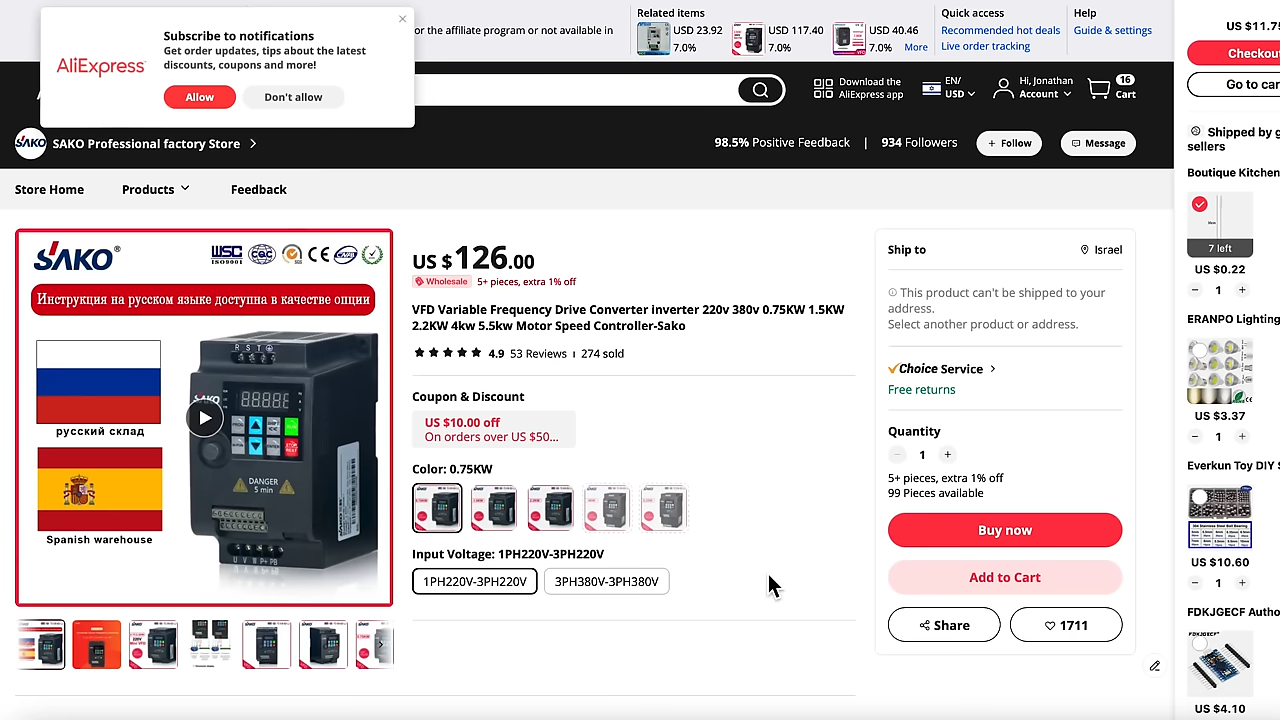 Subscribe to notifications
Get order updates, tips about the latest
discounts, coupons and more!
AliExpress
Allow
Don't allow
or the affiliate program or not available in
Related items
USD 23.92
7.0%
USD 117.40
7.0%
USD 40.46
7.0%
More
Quick access
Recommended hot deals
Live order tracking
Help
Guide & settings
Download the
AliExpress app
EN/
USD
Hi, Jonathan
Account
16
Cart
SAKO
SAKO Professional factory Store
98.5% Positive Feedback | 934 Followers
+ Follow
Message
Store Home
Products
Feedback
SAKO®
WSC
ISO9001
CQC
CE
Инструкция на русском языке доступна в качестве опции
русский склад
Spanish warehouse
R S T
SAKO
DANGER
5 min
U V W P+ PB
US $126.00
Wholesale
5+ pieces, extra 1% off
VFD Variable Frequency Drive Converter inverter 220v 380v 0.75KW 1.5KW
2.2KW 4kw 5.5kw Motor Speed Controller-Sako
4.9 53 Reviews
274 sold
Coupon & Discount
US $10.00 off
On orders over US $50...
Color: 0.75KW
Input Voltage: 1PH220V-3PH220V
1PH220V-3PH220V
3PH380V-3PH380V
Ship to
Israel
This product can't be shipped to your
address.
Select another product or address.
Choice Service
Free returns
Quantity
− 1 +
5+ pieces, extra 1% off
99 Pieces available
Buy now
Add to Cart
Share
1711
US $11.7
Checkou
Go to car
Shipped by g
sellers
Boutique Kitchen
7 left
US $0.22
− 1 +
ERANPO Lighting
US $3.37
− 1 +
Everkun Toy DIY S
US $10.60
− 1 +
FDKJGECF Autho
US $4.10